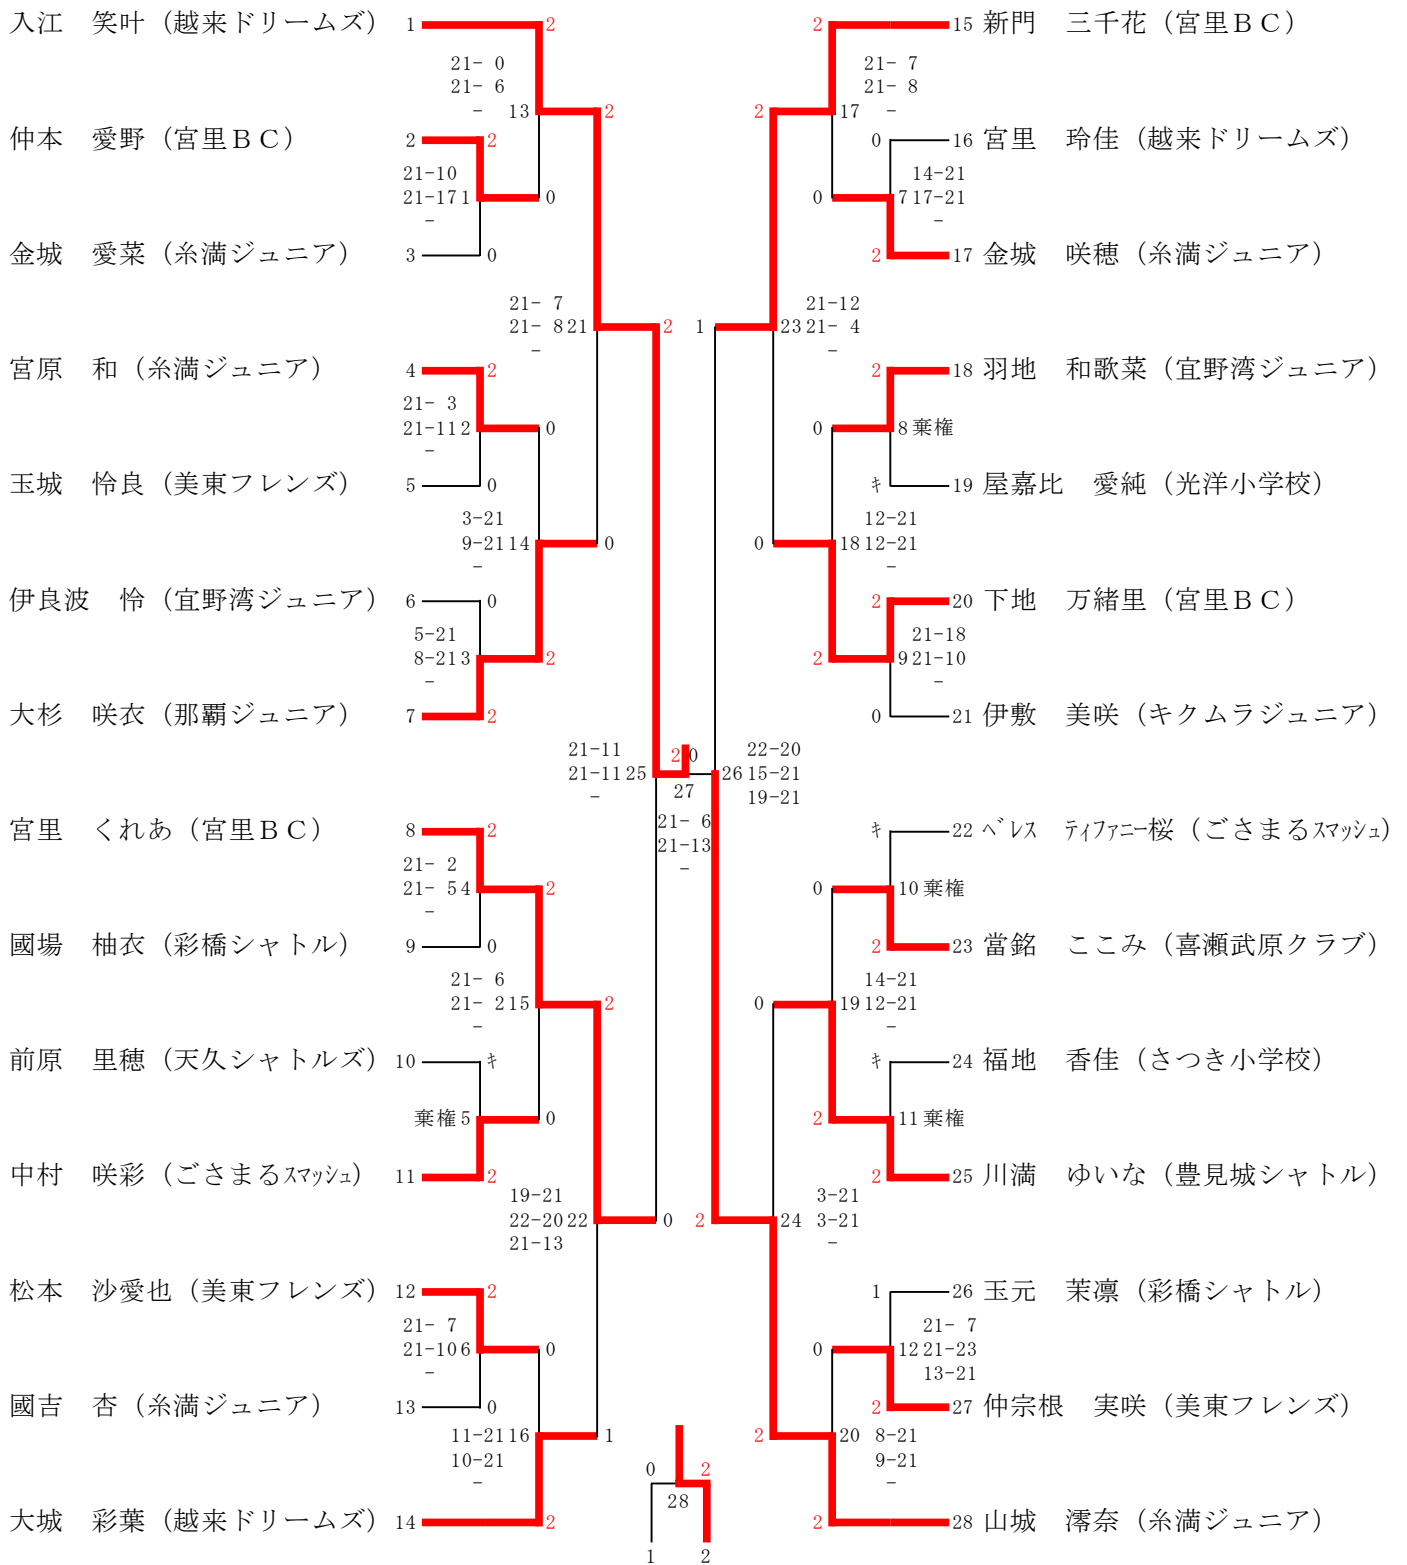 入江 笑叶（越来ドリームズ） 1 2 2 15 新門 三千花（宮里ＢＣ）
21- 0 21- 7
21- 6 21- 8
- 13 2 2 17 -
仲本 愛野（宮里ＢＣ） 2 2 0 16 宮里 玲佳（越来ドリームズ）
21-10 14-21
21-17 1 0 0 7 17-21
- -
金城 愛菜（糸満ジュニア） 3 0 2 17 金城 咲穂（糸満ジュニア）
21- 7 21-12
21- 8 21 2 1 23 21- 4
- -
宮原 和（糸満ジュニア） 4 2 2 18 羽地 和歌菜（宜野湾ジュニア）
21- 3
21-11 2 0 0 8 棄権
-
玉城 怜良（美東フレンズ） 5 0 ｷ 19 屋嘉比 愛純（光洋小学校）
3-21 12-21
9-21 14 0 0 18 12-21
- -
伊良波 怜（宜野湾ジュニア） 6 0 2 20 下地 万緒里（宮里ＢＣ）
5-21 21-18
8-21 3 2 2 9 21-10
- -
大杉 咲衣（那覇ジュニア） 7 2 0 21 伊敷 美咲（キクムラジュニア）
21-11 2 0 22-20
21-11 25 26 15-21
- 27 19-21
21- 6
宮里 くれあ（宮里ＢＣ） 8 2 ｷ 22 ベレス ティファニー桜（ごさまるスマッシュ）
21-13
21- 2 -
21- 5 4 2 0 10 棄権
-
國場 柚衣（彩橋シャトル） 9 0 2 23 當銘 ここみ（喜瀬武原クラブ）
21- 6 14-21
21- 2 15 2 0 19 12-21
- -
前原 里穂（天久シャトルズ） 10 ｷ ｷ 24 福地 香佳（さつき小学校）
棄権 5 0 2 11 棄権
中村 咲彩（ごさまるスマッシュ） 11 2 2 25 川満 ゆいな（豊見城シャトル）
19-21 3-21
22-20 22 0 2 24 3-21
21-13 -
松本 沙愛也（美東フレンズ） 12 2 1 26 玉元 茉凛（彩橋シャトル）
21- 7 21- 7
21-10 6 0 0 12 21-23
- 13-21
國吉 杏（糸満ジュニア） 13 0 2 27 仲宗根 実咲（美東フレンズ）
11-21 16 1 2 20 8-21
10-21 9-21
- 0 2 -
28
大城 彩葉（越来ドリームズ） 14 2 2 28 山城 澪奈（糸満ジュニア）
1 2